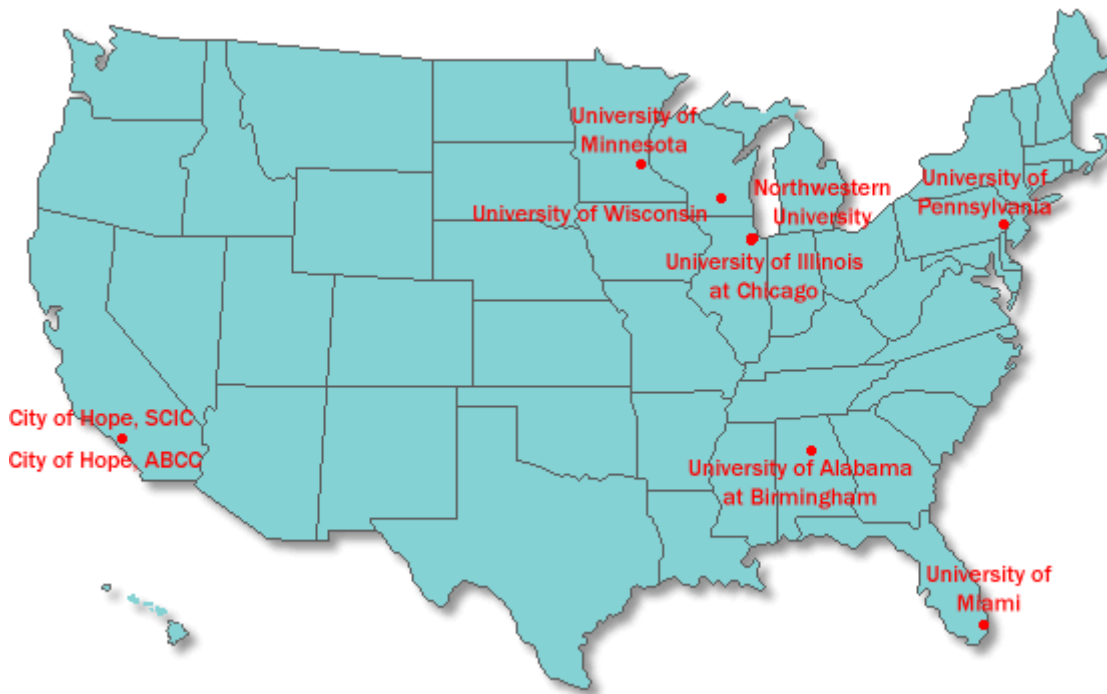 University of
Minnesota
University of Wisconsin
Northwestern
University
University of Illinois
at Chicago
University of
Pennsylvania
City of Hope, SCIC
City of Hope, ABCC
University of Alabama
at Birmingham
University of
Miami